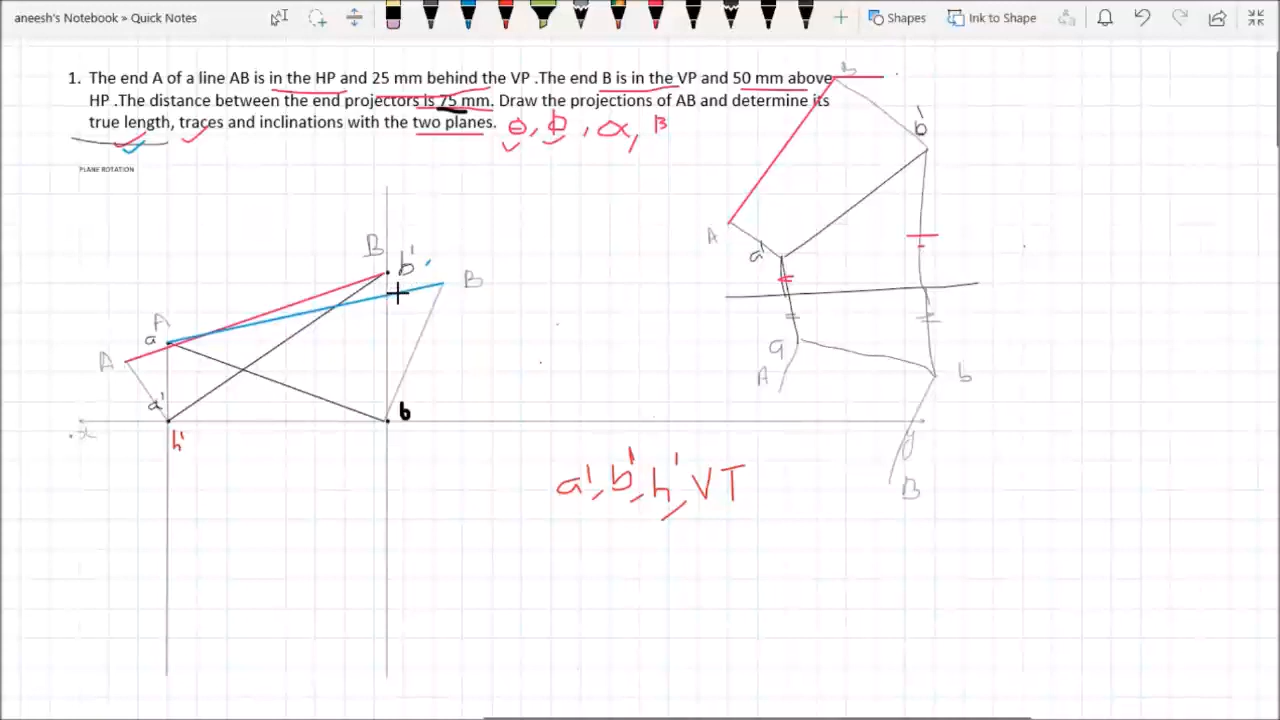 aneesh's Notebook » Quick Notes
Shapes
Ink to Shape
1. The end A of a line AB is in the HP and 25 mm behind the VP .The end B is in the VP and 50 mm above
HP .The distance between the end projectors is 75 mm. Draw the projections of AB and determine its
true length, traces and inclinations with the two planes.
θ, Φ, α, β
PLANE ROTATION
b
b'
A
a'
B
b'
B
A
a
A
a'
b
x
h'
a
A
b
y
B
a', b', h', VT